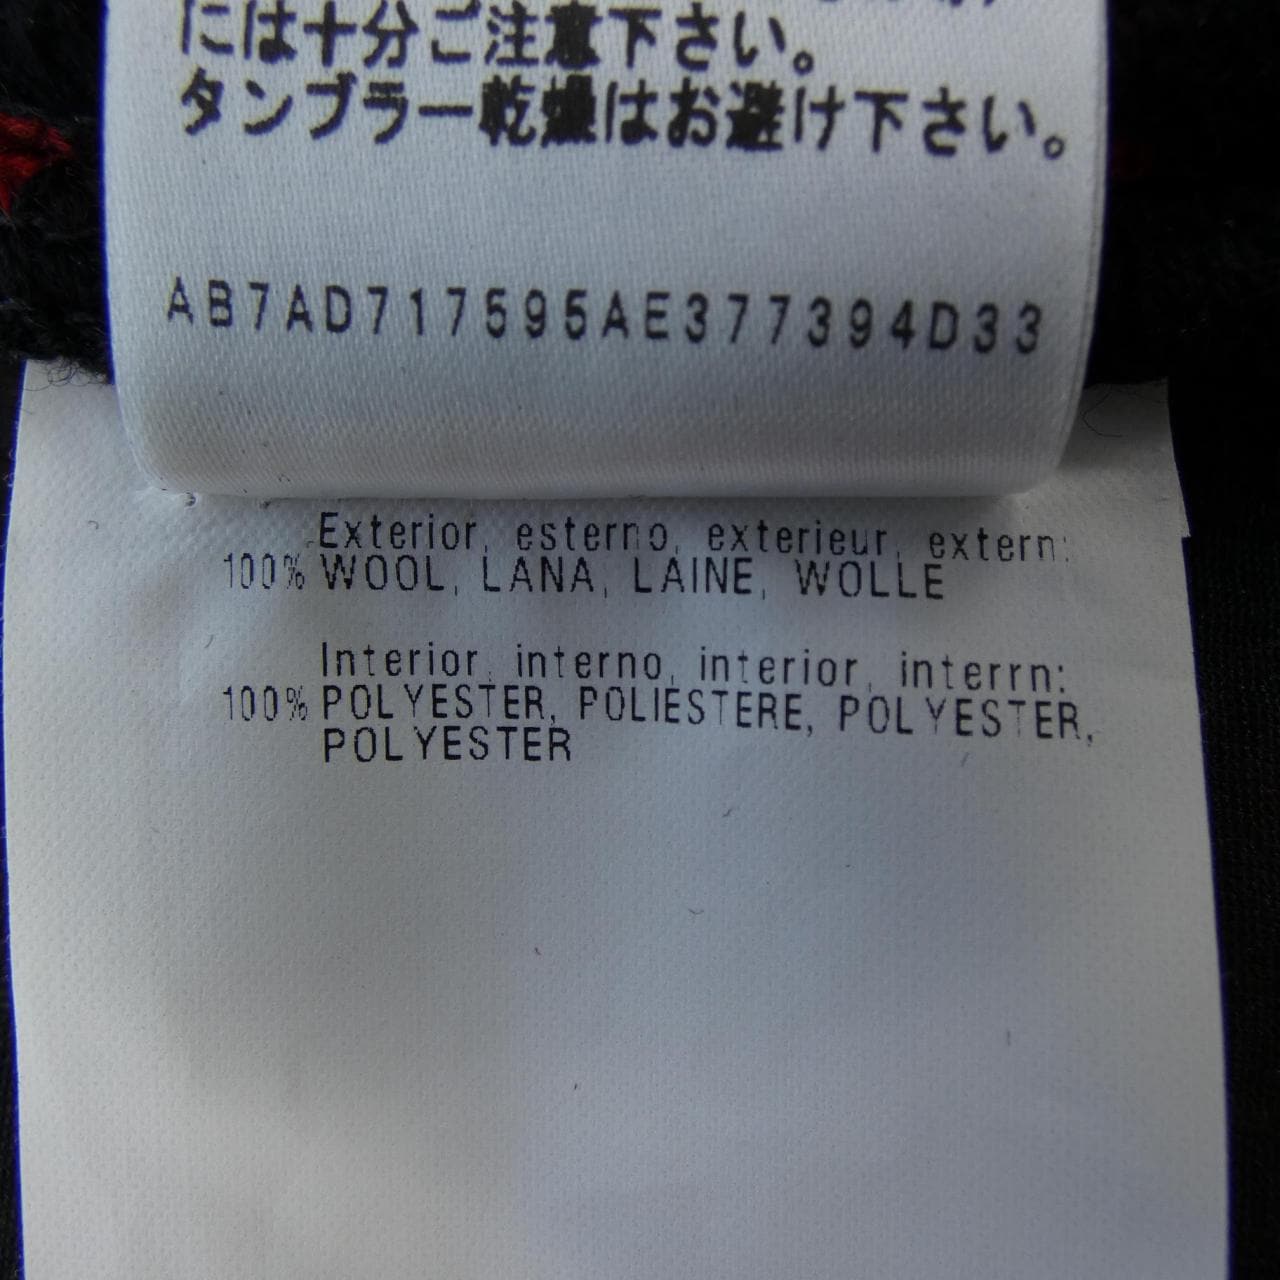 には十分ご注意下さい。
タンブラー乾燥はお避け下さい。
AB7AD717595AE377394D33
Exterior, esterno, exterieur, extern:
100% WOOL, LANA, LAINE, WOLLE
Interior, interno, interior, interrn:
100% POLYESTER, POLIESTERE, POLYESTER,
POLYESTER